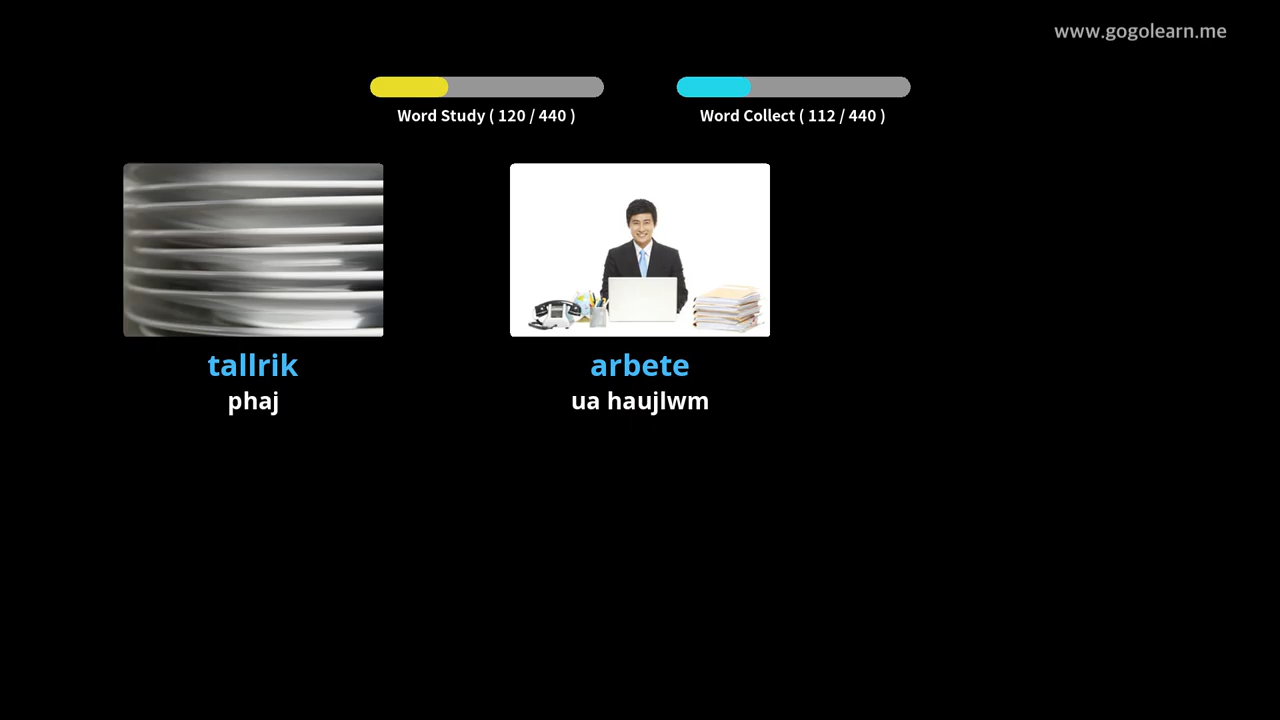 www.gogolearn.me
Word Study ( 120 / 440 )
Word Collect ( 112 / 440 )
tallrik
phaj
arbete
ua haujlwm